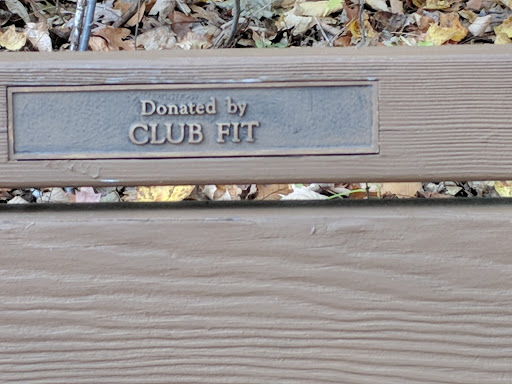 Donated by
CLUB FIT